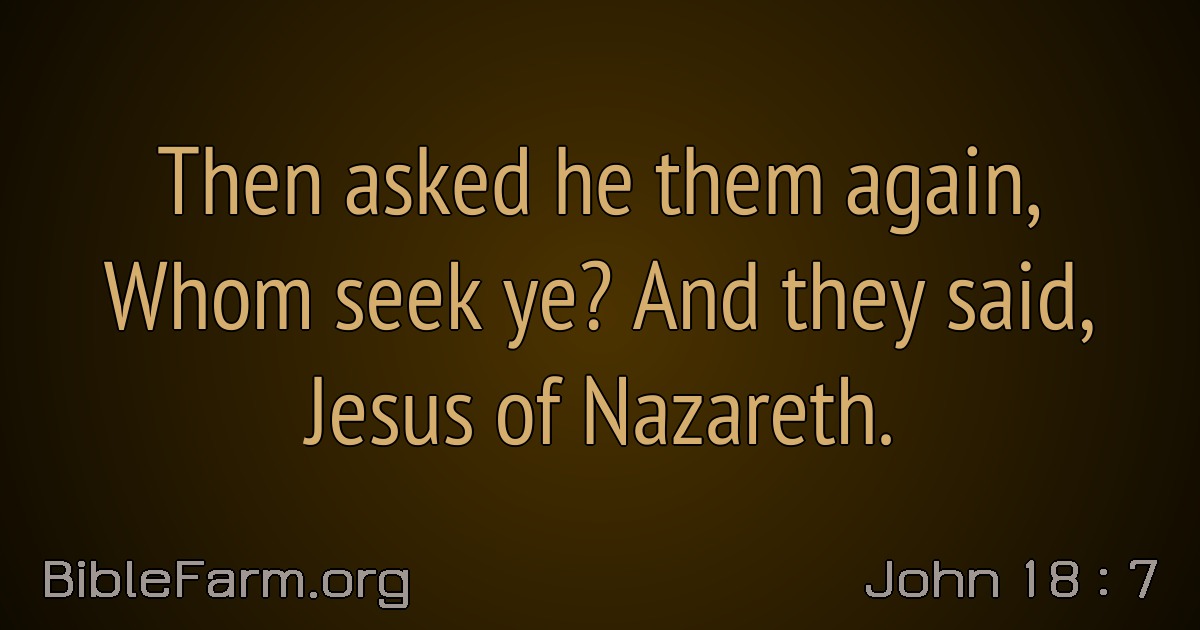 Then asked he them again,
Whom seek ye? And they said,
Jesus of Nazareth.
BibleFarm.org
John 18 : 7